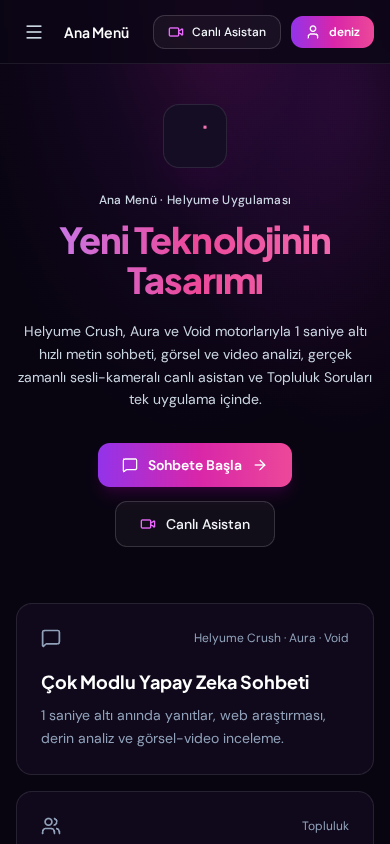 Ana Menü
Canlı Asistan
deniz
Ana Menü · Helyume Uygulaması
Yeni Teknolojinin
Tasarımı
Helyume Crush, Aura ve Void motorlarıyla 1 saniye altı
hızlı metin sohbeti, görsel ve video analizi, gerçek
zamanlı sesli-kameralı canlı asistan ve Topluluk Soruları
tek uygulama içinde.
Sohbete Başla
Canlı Asistan
Helyume Crush · Aura · Void
Çok Modlu Yapay Zeka Sohbeti
1 saniye altı anında yanıtlar, web araştırması,
derin analiz ve görsel-video inceleme.
Topluluk